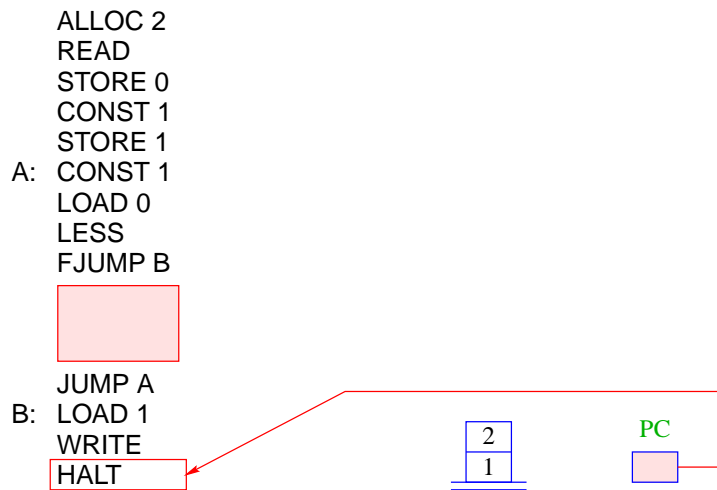 ALLOC 2
READ
STORE 0
CONST 1
STORE 1
A: CONST 1
LOAD 0
LESS
FJUMP B
JUMP A
B: LOAD 1
WRITE
HALT
2
1
PC